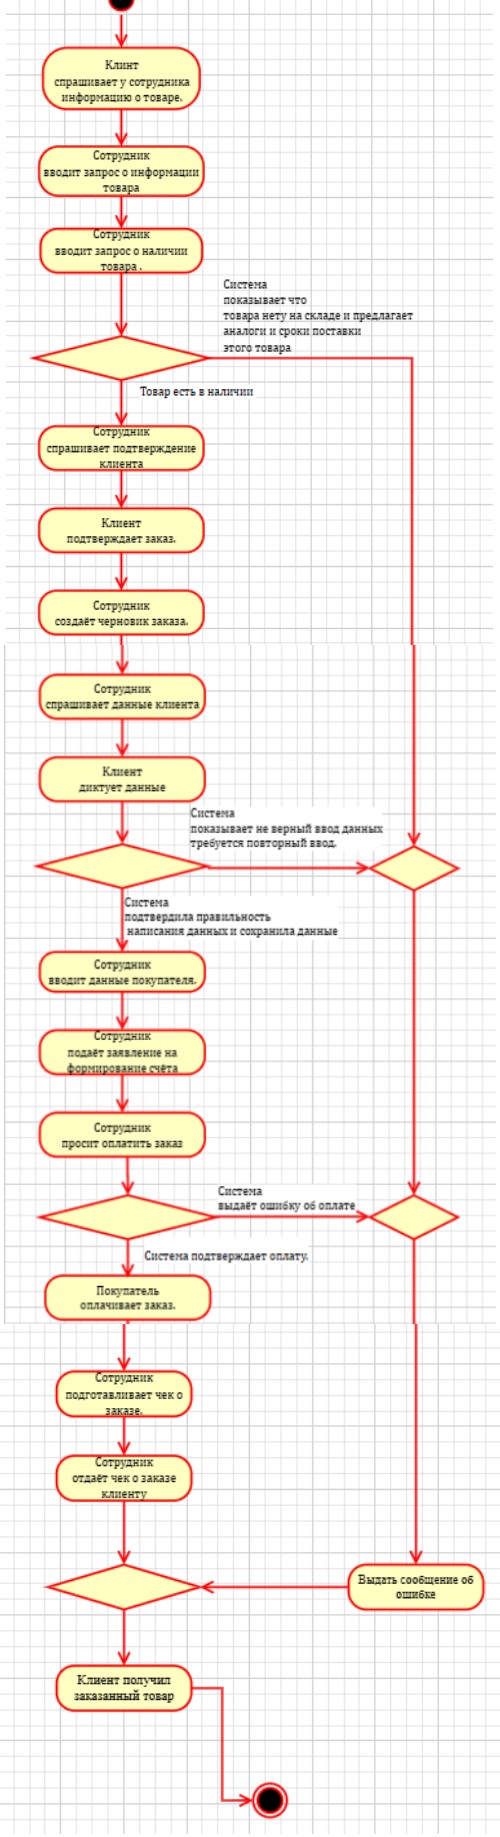 Клинт
спрашивает у сотрудника
информацию о товаре.
Сотрудник
вводит запрос о информации
товара
Сотрудник
вводит запрос о наличии
товара .
Система
показывает что
товара нету на складе и предлагает
аналоги и сроки поставки
этого товара
Товар есть в наличии
Сотрудник
спрашивает подтверждение
клиента
Клиент
подтверждает заказ.
Сотрудник
создаёт черновик заказа.
Сотрудник
спрашивает данные клиента
Клиент
диктует данные
Система
показывает не верный ввод данных
требуется повторный ввод.
Система
подтвердила правильность
написания данных и сохранила данные
Сотрудник
вводит данные покупателя.
Сотрудник
подаёт заявление на
формирование счёта
Сотрудник
просит оплатить заказ
Система
выдаёт ошибку об оплате
Система подтверждает оплату.
Покупатель
оплачивает заказ.
Сотрудник
подготавливает чек о
заказе.
Сотрудник
отдаёт чек о заказе
клиенту
Выдать сообщение об
ошибке
Клиент получил
заказанный товар